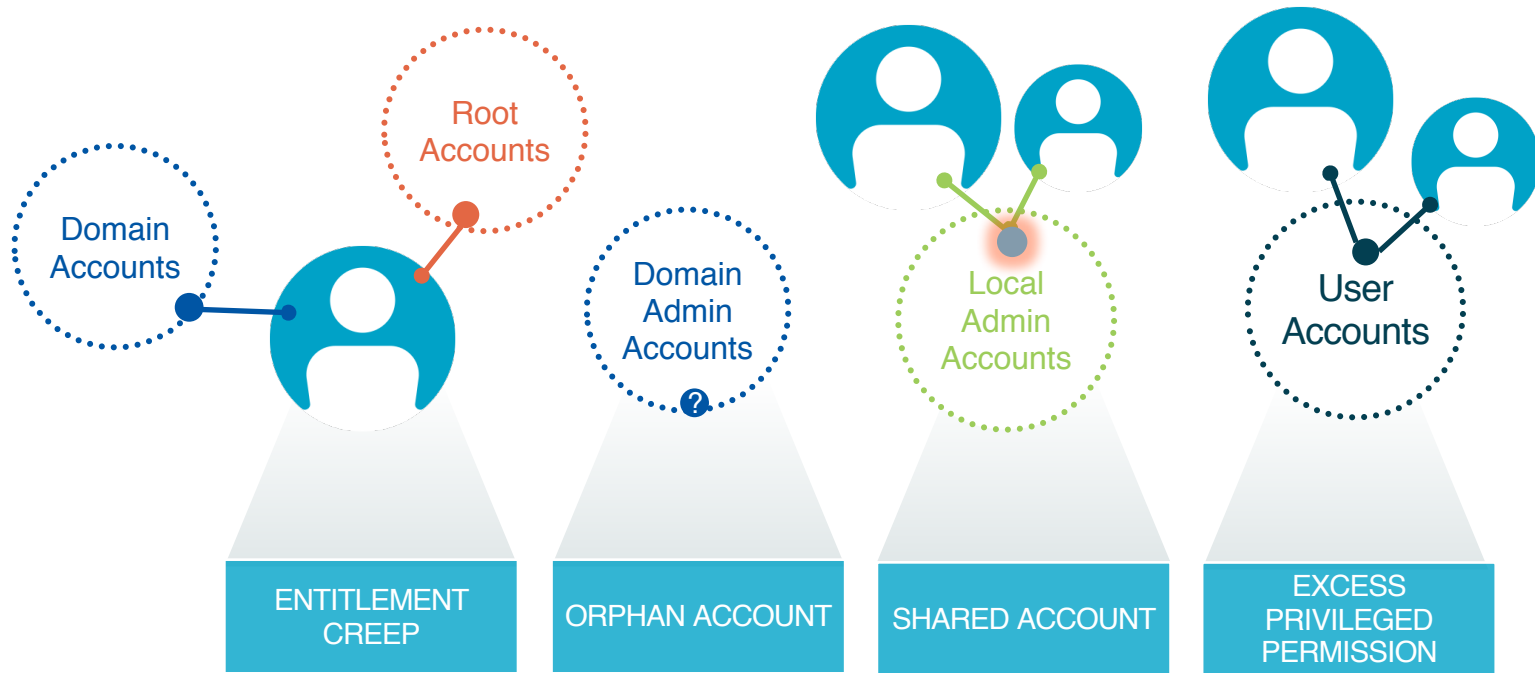 Domain
Accounts
Root
Accounts
Domain
Admin
Accounts
?
Local
Admin
Accounts
User
Accounts
ENTITLEMENT
CREEP
ORPHAN ACCOUNT
SHARED ACCOUNT
EXCESS
PRIVILEGED
PERMISSION